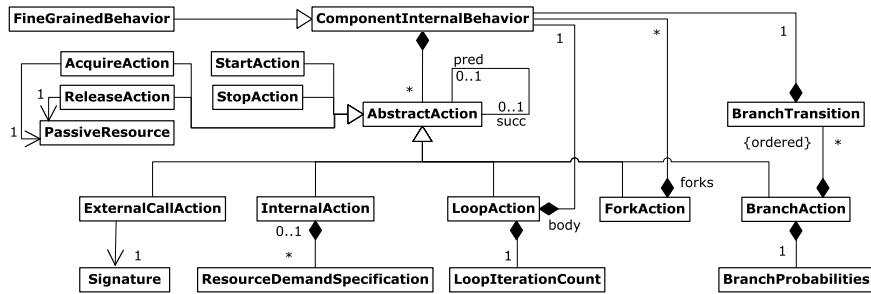 FineGrainedBehavior
ComponentInternalBehavior
1
*
1
AcquireAction
StartAction
pred
0..1
*
1
ReleaseAction
StopAction
0..1
succ
AbstractAction
BranchTransition
1
PassiveResource
{ordered}
*
forks
ExternalCallAction
InternalAction
LoopAction
ForkAction
BranchAction
body
0..1
1
*
1
1
Signature
ResourceDemandSpecification
LoopIterationCount
BranchProbabilities